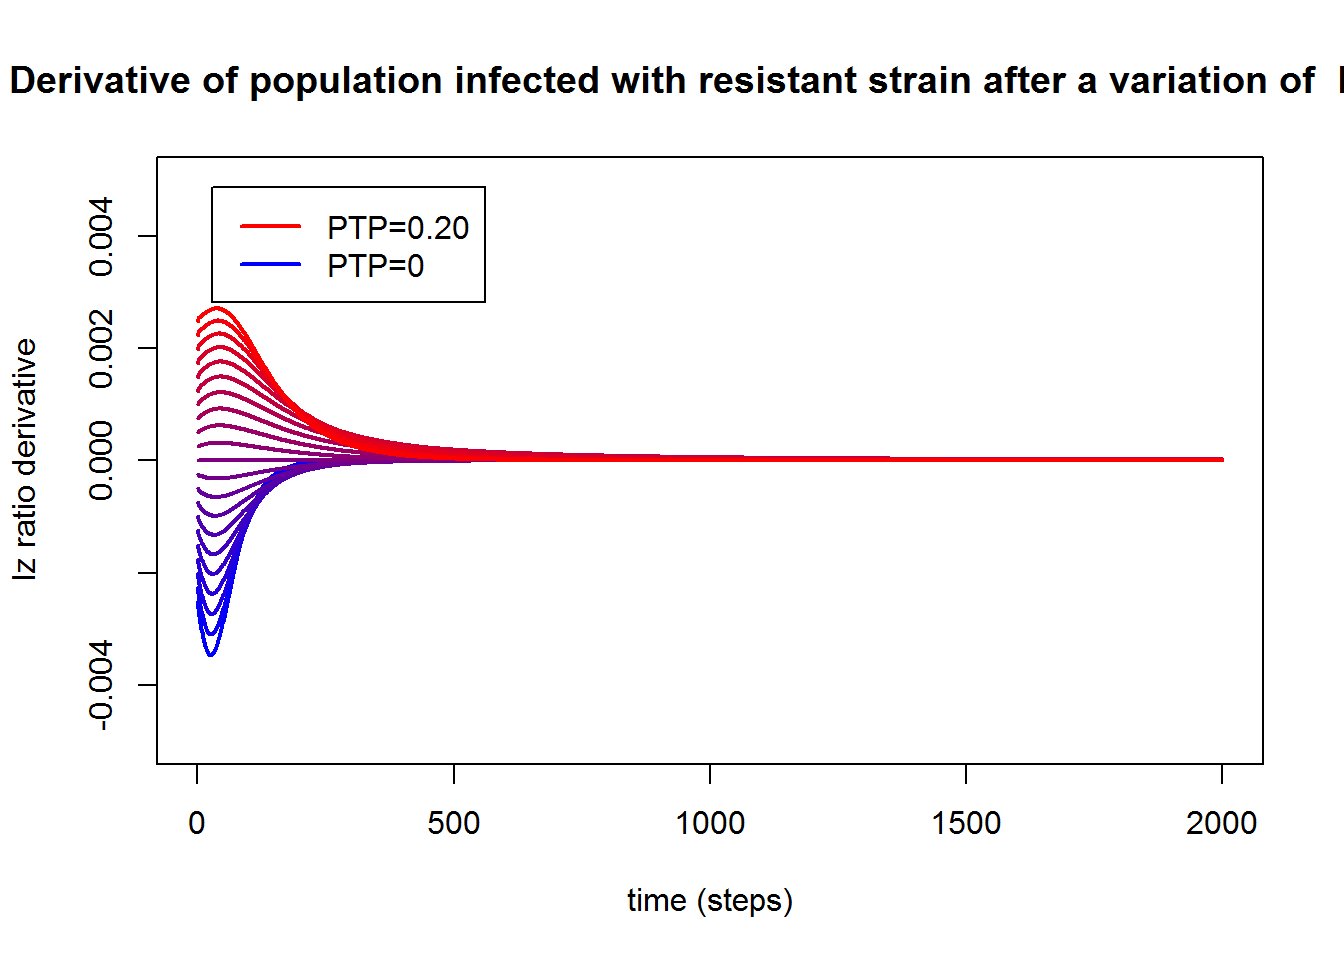 Derivative of population infected with resistant strain after a variation of
PTP=0.20
PTP=0
Iz ratio derivative
0.004
0.002
0.000
-0.004
0
500
1000
1500
2000
time (steps)